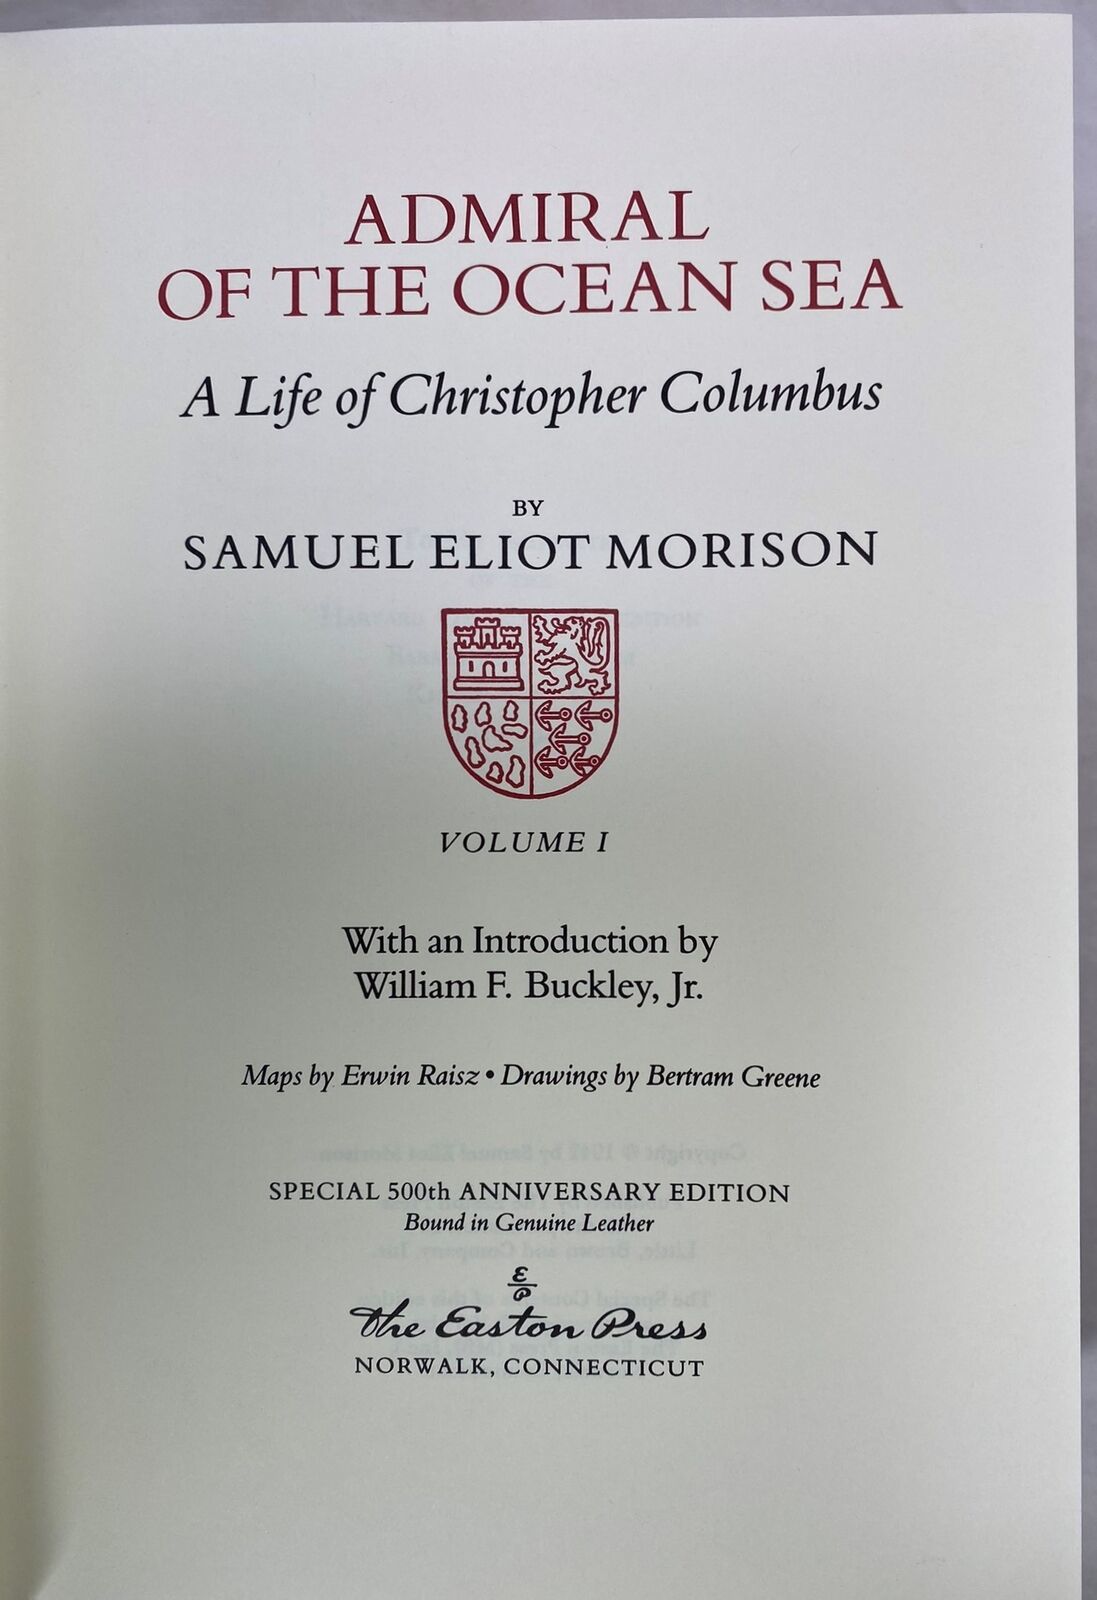 ADMIRAL
OF THE OCEAN SEA
A Life of Christopher Columbus
BY
SAMUEL ELIOT MORISON
VOLUME I
With an Introduction by
William F. Buckley, Jr.
Maps by Erwin Raisz • Drawings by Bertram Greene
SPECIAL 500th ANNIVERSARY EDITION
Bound in Genuine Leather
E
P
The Easton Press
NORWALK, CONNECTICUT